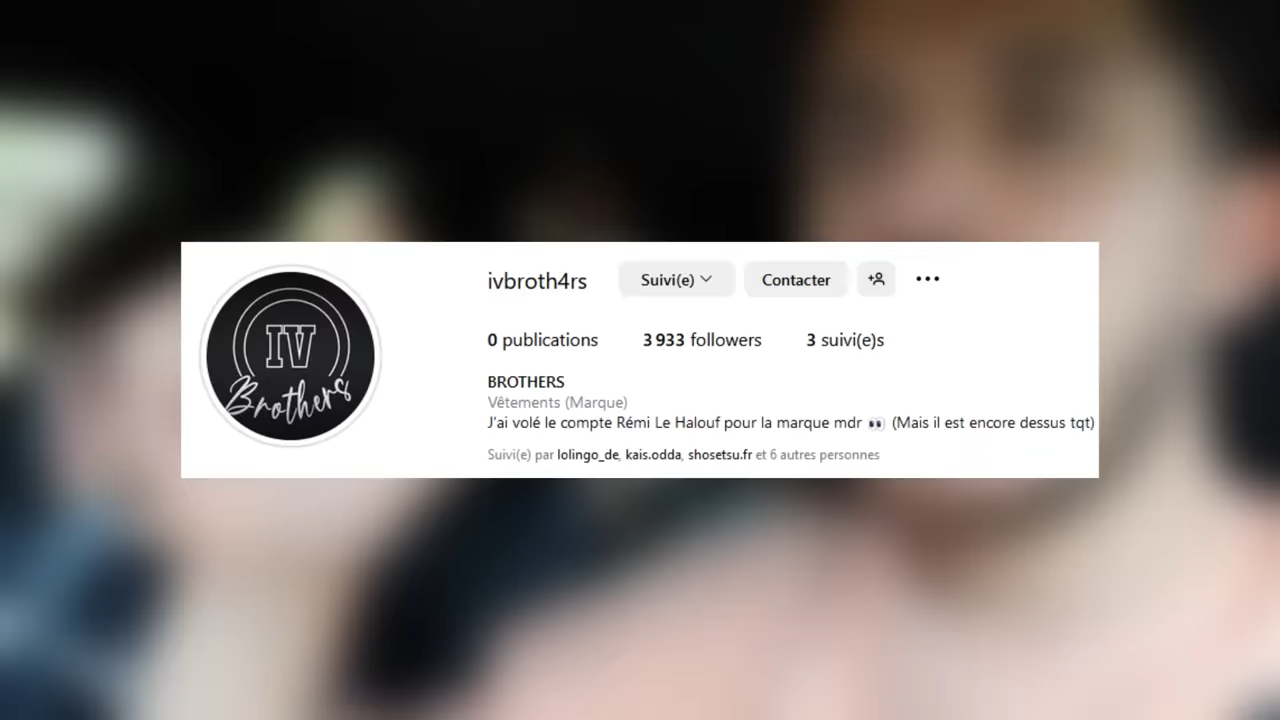 IV
Brothers
ivbroth4rs
Suivi(e)
Contacter
0 publications 3 933 followers 3 suivi(e)s
BROTHERS
Vêtements (Marque)
J'ai volé le compte Rémi Le Halouf pour la marque mdr 👀 (Mais il est encore dessus tqt)
Suivi(e) par lolingo_de, kais.odda, shosetsu.fr et 6 autres personnes